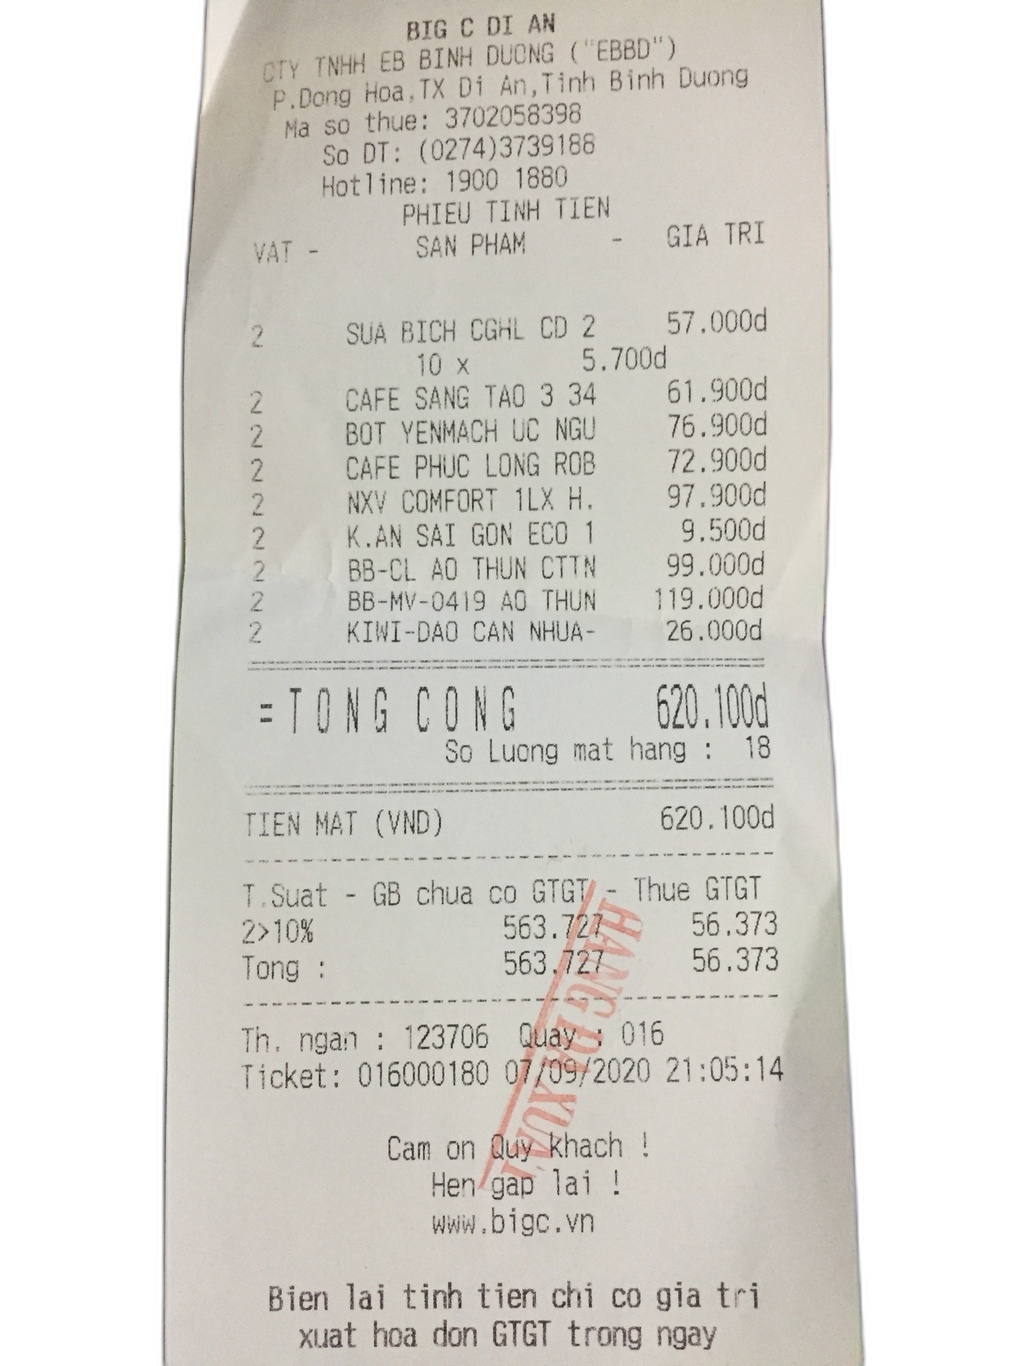 BIG C DI AN
CTY TNHH EB BINH DUONG ("EBBD")
P.Dong Hoa,TX Di An,Tinh Binh Duong
Ma so thue: 3702058398
So DT: (0274)3739188
Hotline: 1900 1880
PHIEU TINH TIEN
VAT - SAN PHAM - GIA TRI
2 SUA BICH CGHL CD 2 57.000d
10 x 5.700d
2 CAFE SANG TAO 3 34 61.900d
2 BOT YENMACH UC NGU 76.900d
2 CAFE PHUC LONG ROB 72.900d
2 NXV COMFORT 1LX H. 97.900d
2 K.AN SAI GON ECO 1 9.500d
2 BB-CL AO THUN CTTN 99.000d
2 BB-MV-0419 AO THUN 119.000d
2 KIWI-DAO CAN NHUA- 26.000d
=TONG CONG 620.100d
So Luong mat hang : 18
TIEN MAT (VND) 620.100d
T.Suat - GB chua co GTGT - Thue GTGT
2>10% 563.727 56.373
Tong : 563.727 56.373
HANG DA XUAT
Th. ngan : 123706 Quay : 016
Ticket: 016000180 07/09/2020 21:05:14
Cam on Quy khach !
Hen gap lai !
www.bigc.vn
Bien lai tinh tien chi co gia tri
xuat hoa don GTGT trong ngay